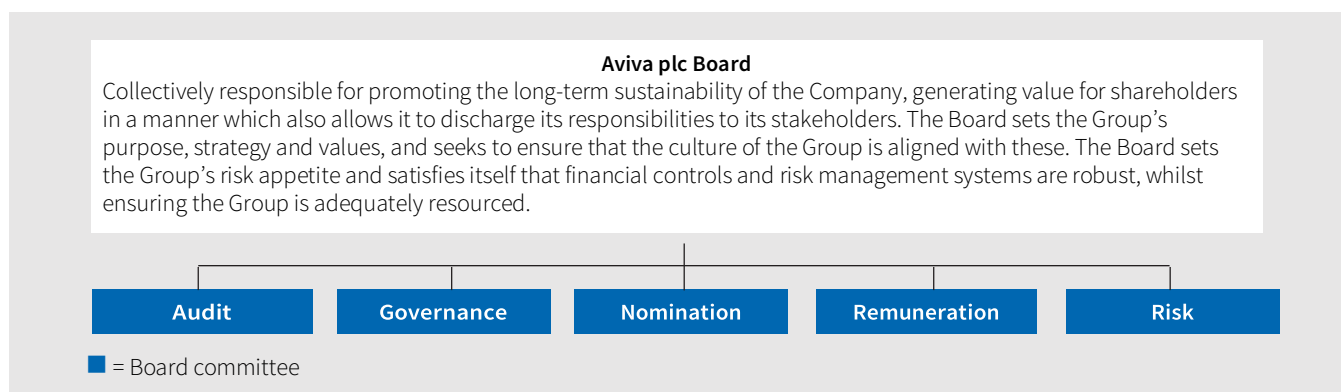 Aviva plc Board
Collectively responsible for promoting the long-term sustainability of the Company, generating value for shareholders
in a manner which also allows it to discharge its responsibilities to its stakeholders. The Board sets the Group’s
purpose, strategy and values, and seeks to ensure that the culture of the Group is aligned with these. The Board sets
the Group’s risk appetite and satisfies itself that financial controls and risk management systems are robust, whilst
ensuring the Group is adequately resourced.
Audit Governance Nomination Remuneration Risk
= Board committee